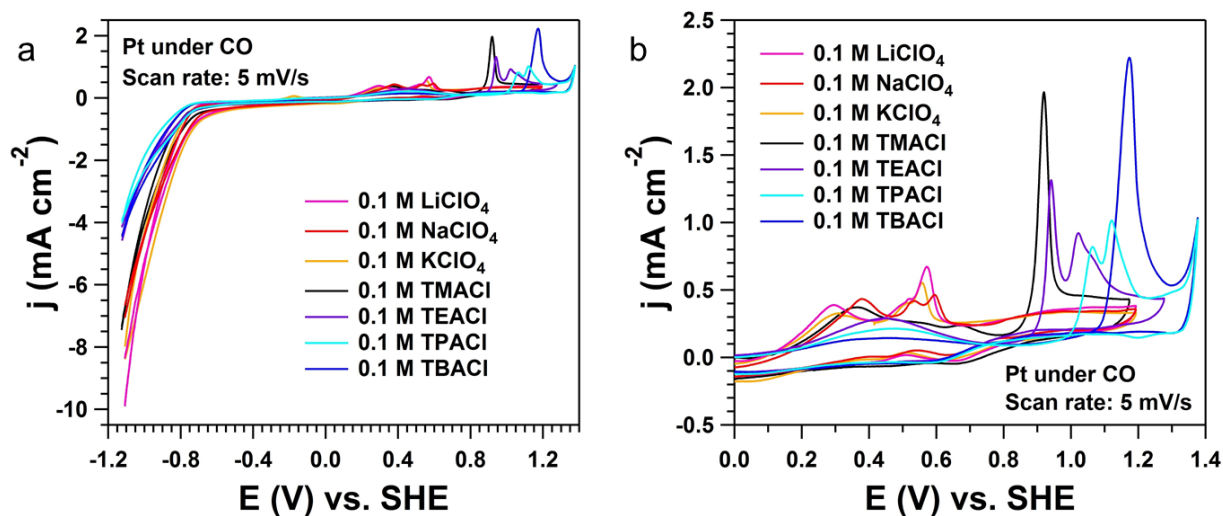 a
Pt under CO
Scan rate: 5 mV/s
2
0
-2
-4
-6
-8
-10
j (mA cm⁻²)
0.1 M LiClO₄
0.1 M NaClO₄
0.1 M KClO₄
0.1 M TMACl
0.1 M TEACl
0.1 M TPACl
0.1 M TBACl
-1.2 -0.8 -0.4 0.0 0.4 0.8 1.2
E (V) vs. SHE
b
2.5
2.0
1.5
1.0
0.5
0.0
-0.5
j (mA cm⁻²)
0.1 M LiClO₄
0.1 M NaClO₄
0.1 M KClO₄
0.1 M TMACl
0.1 M TEACl
0.1 M TPACl
0.1 M TBACl
Pt under CO
Scan rate: 5 mV/s
0.0 0.2 0.4 0.6 0.8 1.0 1.2 1.4
E (V) vs. SHE